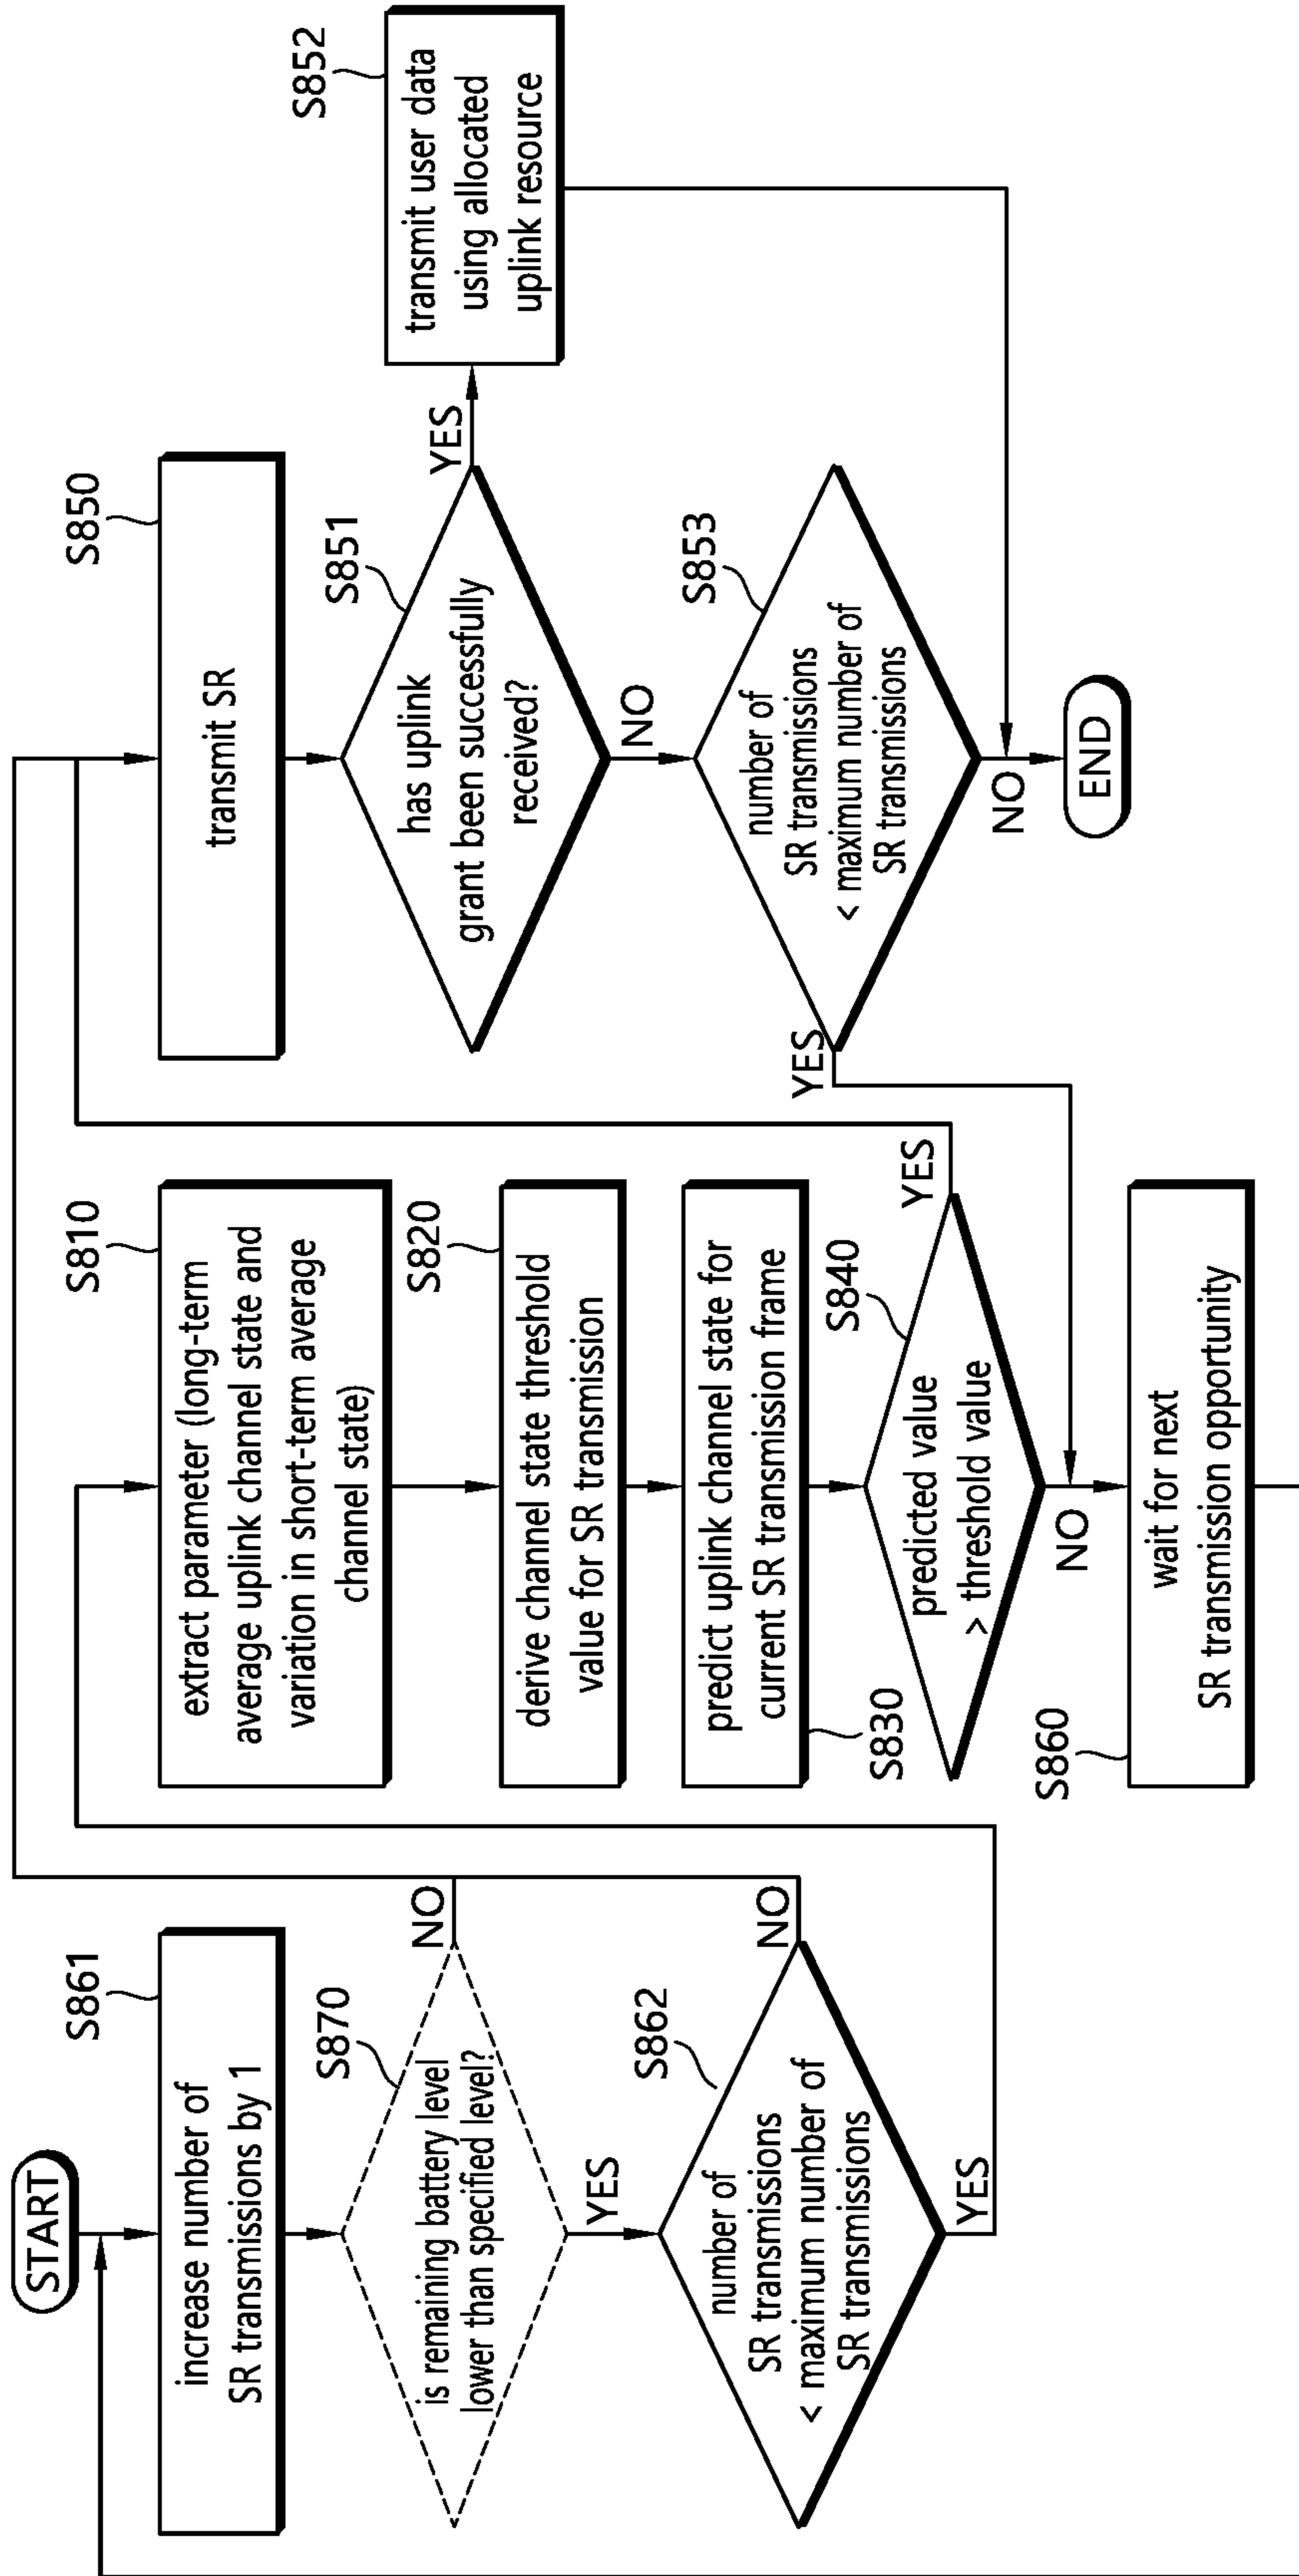 START
S861
increase number of
SR transmissions by 1
S870
is remaining battery level
lower than specified level?
NO
YES
S862
number of
SR transmissions
< maximum number of
SR transmissions
NO
YES
S810
extract parameter (long-term
average uplink channel state and
variation in short-term average
channel state)
S820
derive channel state threshold
value for SR transmission
predict uplink channel state for
current SR transmission frame
S830
S840
predicted value
> threshold value
YES
NO
S860
wait for next
SR transmission opportunity
S850
transmit SR
S851
has uplink
grant been successfully
received?
YES
NO
S852
transmit user data
using allocated
uplink resource
S853
number of
SR transmissions
< maximum number of
SR transmissions
YES
NO
END